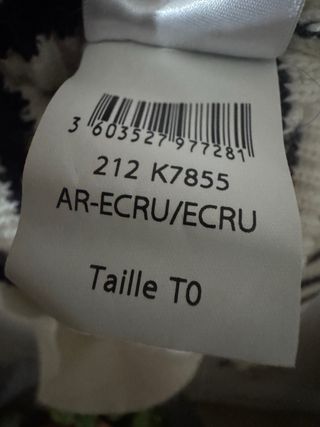 3 603527 977281
212 K7855
AR-ECRU/ECRU
Taille T0